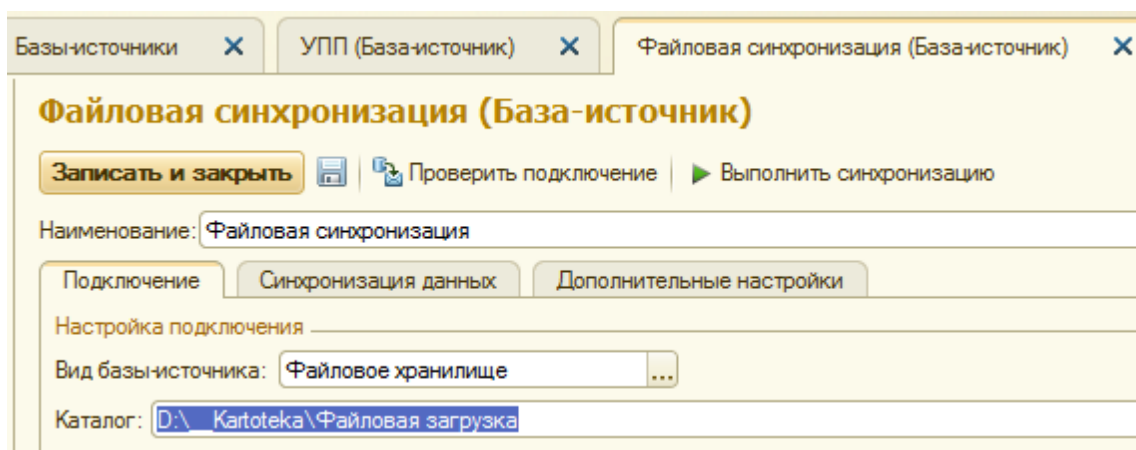 Базы-источники УПП (База-источник) Файловая синхронизация (База-источник)
Файловая синхронизация (База-источник)
Записать и закрыть Проверить подключение Выполнить синхронизацию
Наименование: Файловая синхронизация
Подключение Синхронизация данных Дополнительные настройки
Настройка подключения
Вид базы-источника: Файловое хранилище ...
Каталог: D:\__Kartoteka\Файловая загрузка